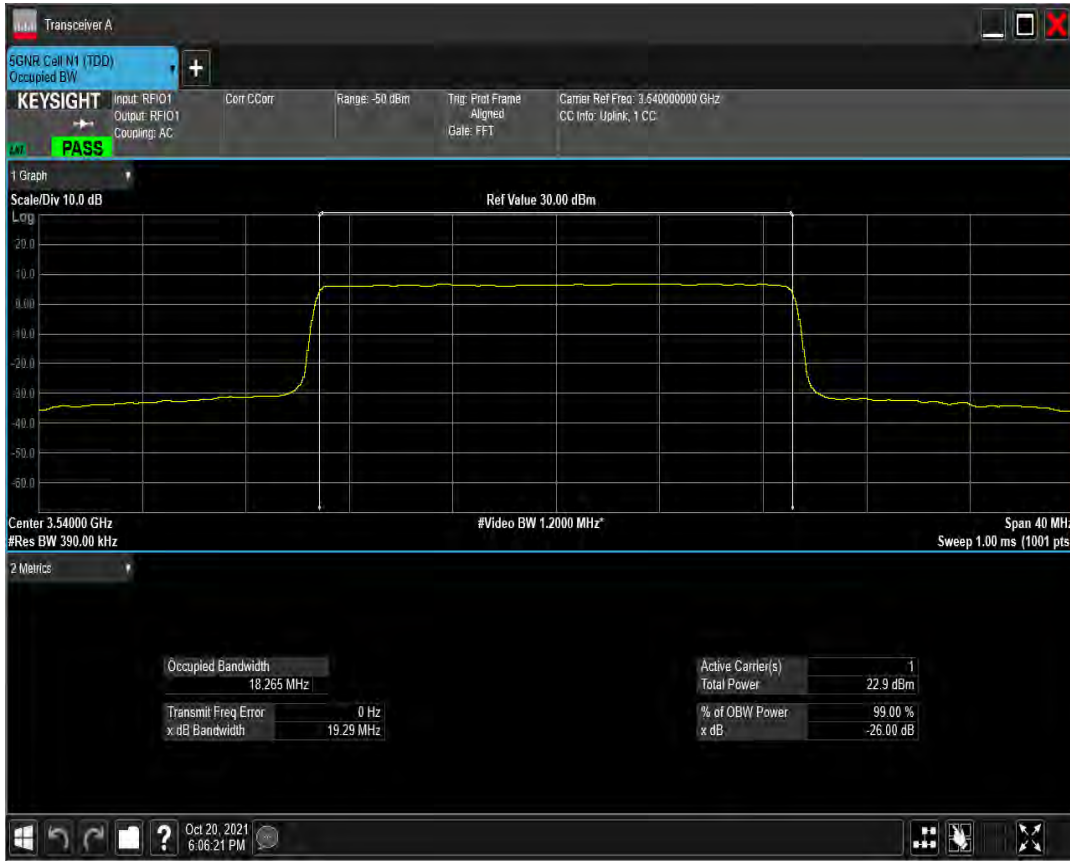 Transceiver A
5GNR Cell N1 (TDD)
Occupied BW
+
KEYSIGHT
Input: RFIO1
Output: RFIO1
Coupling: AC
Corr CCorr
Range: -50 dBm
Trig: Prot Frame
Aligned
Gate: FFT
Carrier Ref Freq: 3.540000000 GHz
CC Info: Uplink, 1 CC
PASS
1 Graph
Scale/Div 10.0 dB
Ref Value 30.00 dBm
Log
20.0
10.0
0.00
-10.0
-20.0
-30.0
-40.0
-50.0
-60.0
Center 3.54000 GHz
#Video BW 1.2000 MHz*
Span 40 MHz
#Res BW 390.00 kHz
Sweep 1.00 ms (1001 pts
2 Metrics
Occupied Bandwidth
18.265 MHz
Transmit Freq Error 0 Hz
x dB Bandwidth 19.29 MHz
Active Carrier(s) 1
Total Power 22.9 dBm
% of OBW Power 99.00 %
x dB -26.00 dB
?
Oct 20, 2021
6:06:21 PM